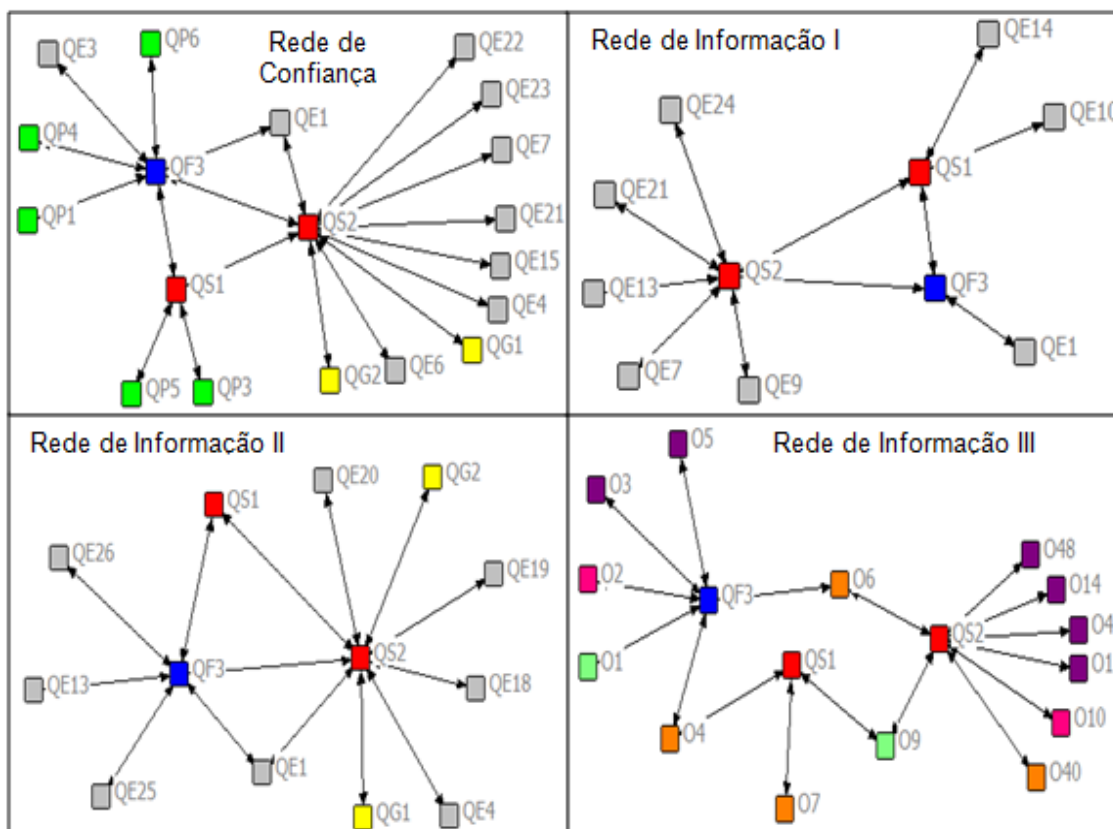 Rede de
Confiança
QE3
QP6
QE22
QE23
QE1
QE7
QP4
QF3
QP1
QS2
QE21
QE15
QS1
QE4
QG1
QP5
QP3
QG2
QE6
Rede de Informação I
QE14
QE24
QE10
QS1
QE21
QS2
QE13
QF3
QE7
QE9
QE1
Rede de Informação II
QE20
QG2
QS1
QE26
QE19
QS2
QF3
QE13
QE18
QE1
QE25
QG1
QE4
Rede de Informação III
O5
O3
O2
QF3
O6
O48
O14
QS2
O4
O1
QS1
O1
O10
O4
O9
O40
O7